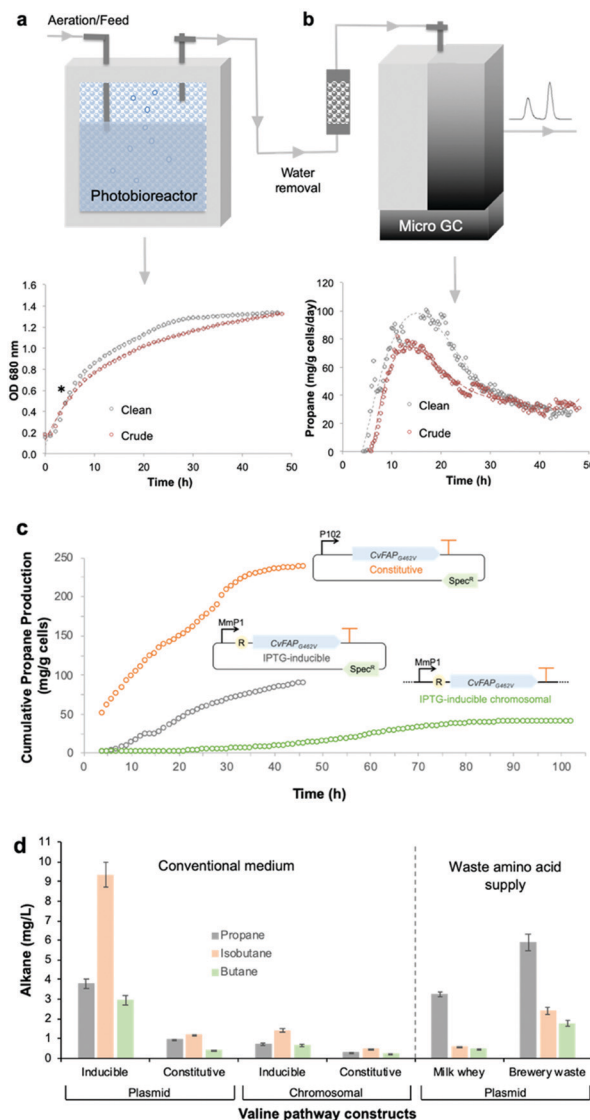 a
b
Aeration/Feed
Photobioreactor
Water
removal
Micro GC
OD 680 nm
1.6
1.4
1.2
1.0
0.8
0.6
0.4
0.2
0.0
*
Clean
Crude
0 10 20 30 40 50
Time (h)
Propane (mg/g cells/day)
120
100
80
60
40
20
0
Clean
Crude
0 10 20 30 40 50
Time (h)
c
Cumulative Propane Production
(mg/g cells)
250
200
150
100
50
0
P102
CvFAPG462V
Constitutive
SpecR
MmP1
R
CvFAPG462V
IPTG-inducible
SpecR
MmP1
R
CvFAPG462V
IPTG-inducible chromosomal
0 10 20 30 40 50 60 70 80 90 100
Time (h)
d
Alkane (mg/L)
11
10
9
8
7
6
5
4
3
2
1
0
Conventional medium
Waste amino acid
supply
Propane
Isobutane
Butane
Inducible Constitutive Inducible Constitutive Milk whey Brewery waste
Plasmid Chromosomal Plasmid
Valine pathway constructs